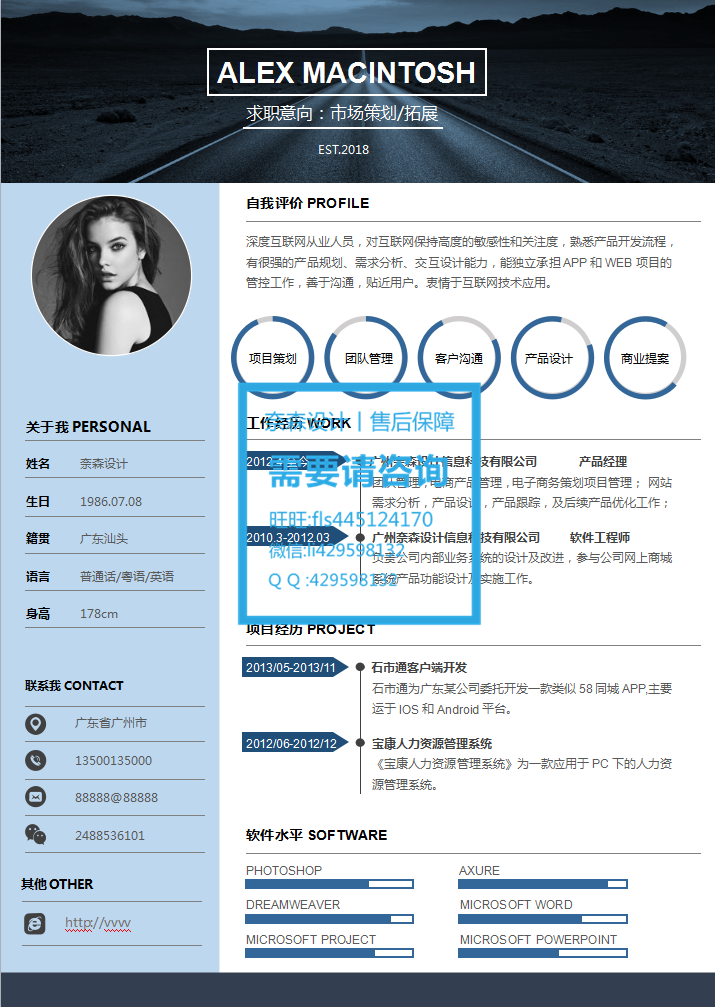 ALEX MACINTOSH
求职意向：市场策划/拓展
EST.2018
自我评价 PROFILE
深度互联网从业人员，对互联网保持高度的敏感性和关注度，熟悉产品开发流程，
有很强的产品规划、需求分析、交互设计能力，能独立承担 APP 和 WEB 项目的
管控工作，善于沟通，贴近用户。衷情于互联网技术应用。
项目策划
团队管理
客户沟通
产品设计
商业提案
关于我 PERSONAL
姓名 奈森设计
生日 1986.07.08
籍贯 广东汕头
语言 普通话/粤语/英语
身高 178cm
联系我 CONTACT
广东省广州市
13500135000
88888@88888
2488536101
其他 OTHER
http://vvvv
工作经历 WORK
广州奈森设计信息科技有限公司 产品经理
团队管理，电商产品管理，电子商务策划项目管理； 网站
需求分析，产品设计，产品跟踪，及后续产品优化工作；
2010.3-2012.03 广州奈森设计信息科技有限公司 软件工程师
负责公司内部业务系统的设计及改进，参与公司网上商城
系统产品功能设计及实施工作。
奈森设计丨售后保障
需要请咨询
旺旺:fls445124170
微信:li429598132
Q Q :429598132
项目经历 PROJECT
2013/05-2013/11 石市通客户端开发
石市通为广东某公司委托开发一款类似 58 同城 APP,主要
运于 IOS 和 Android 平台。
2012/06-2012/12 宝康人力资源管理系统
《宝康人力资源管理系统》为一款应用于 PC 下的人力资
源管理系统。
软件水平 SOFTWARE
PHOTOSHOP
AXURE
DREAMWEAVER
MICROSOFT WORD
MICROSOFT PROJECT
MICROSOFT POWERPOINT